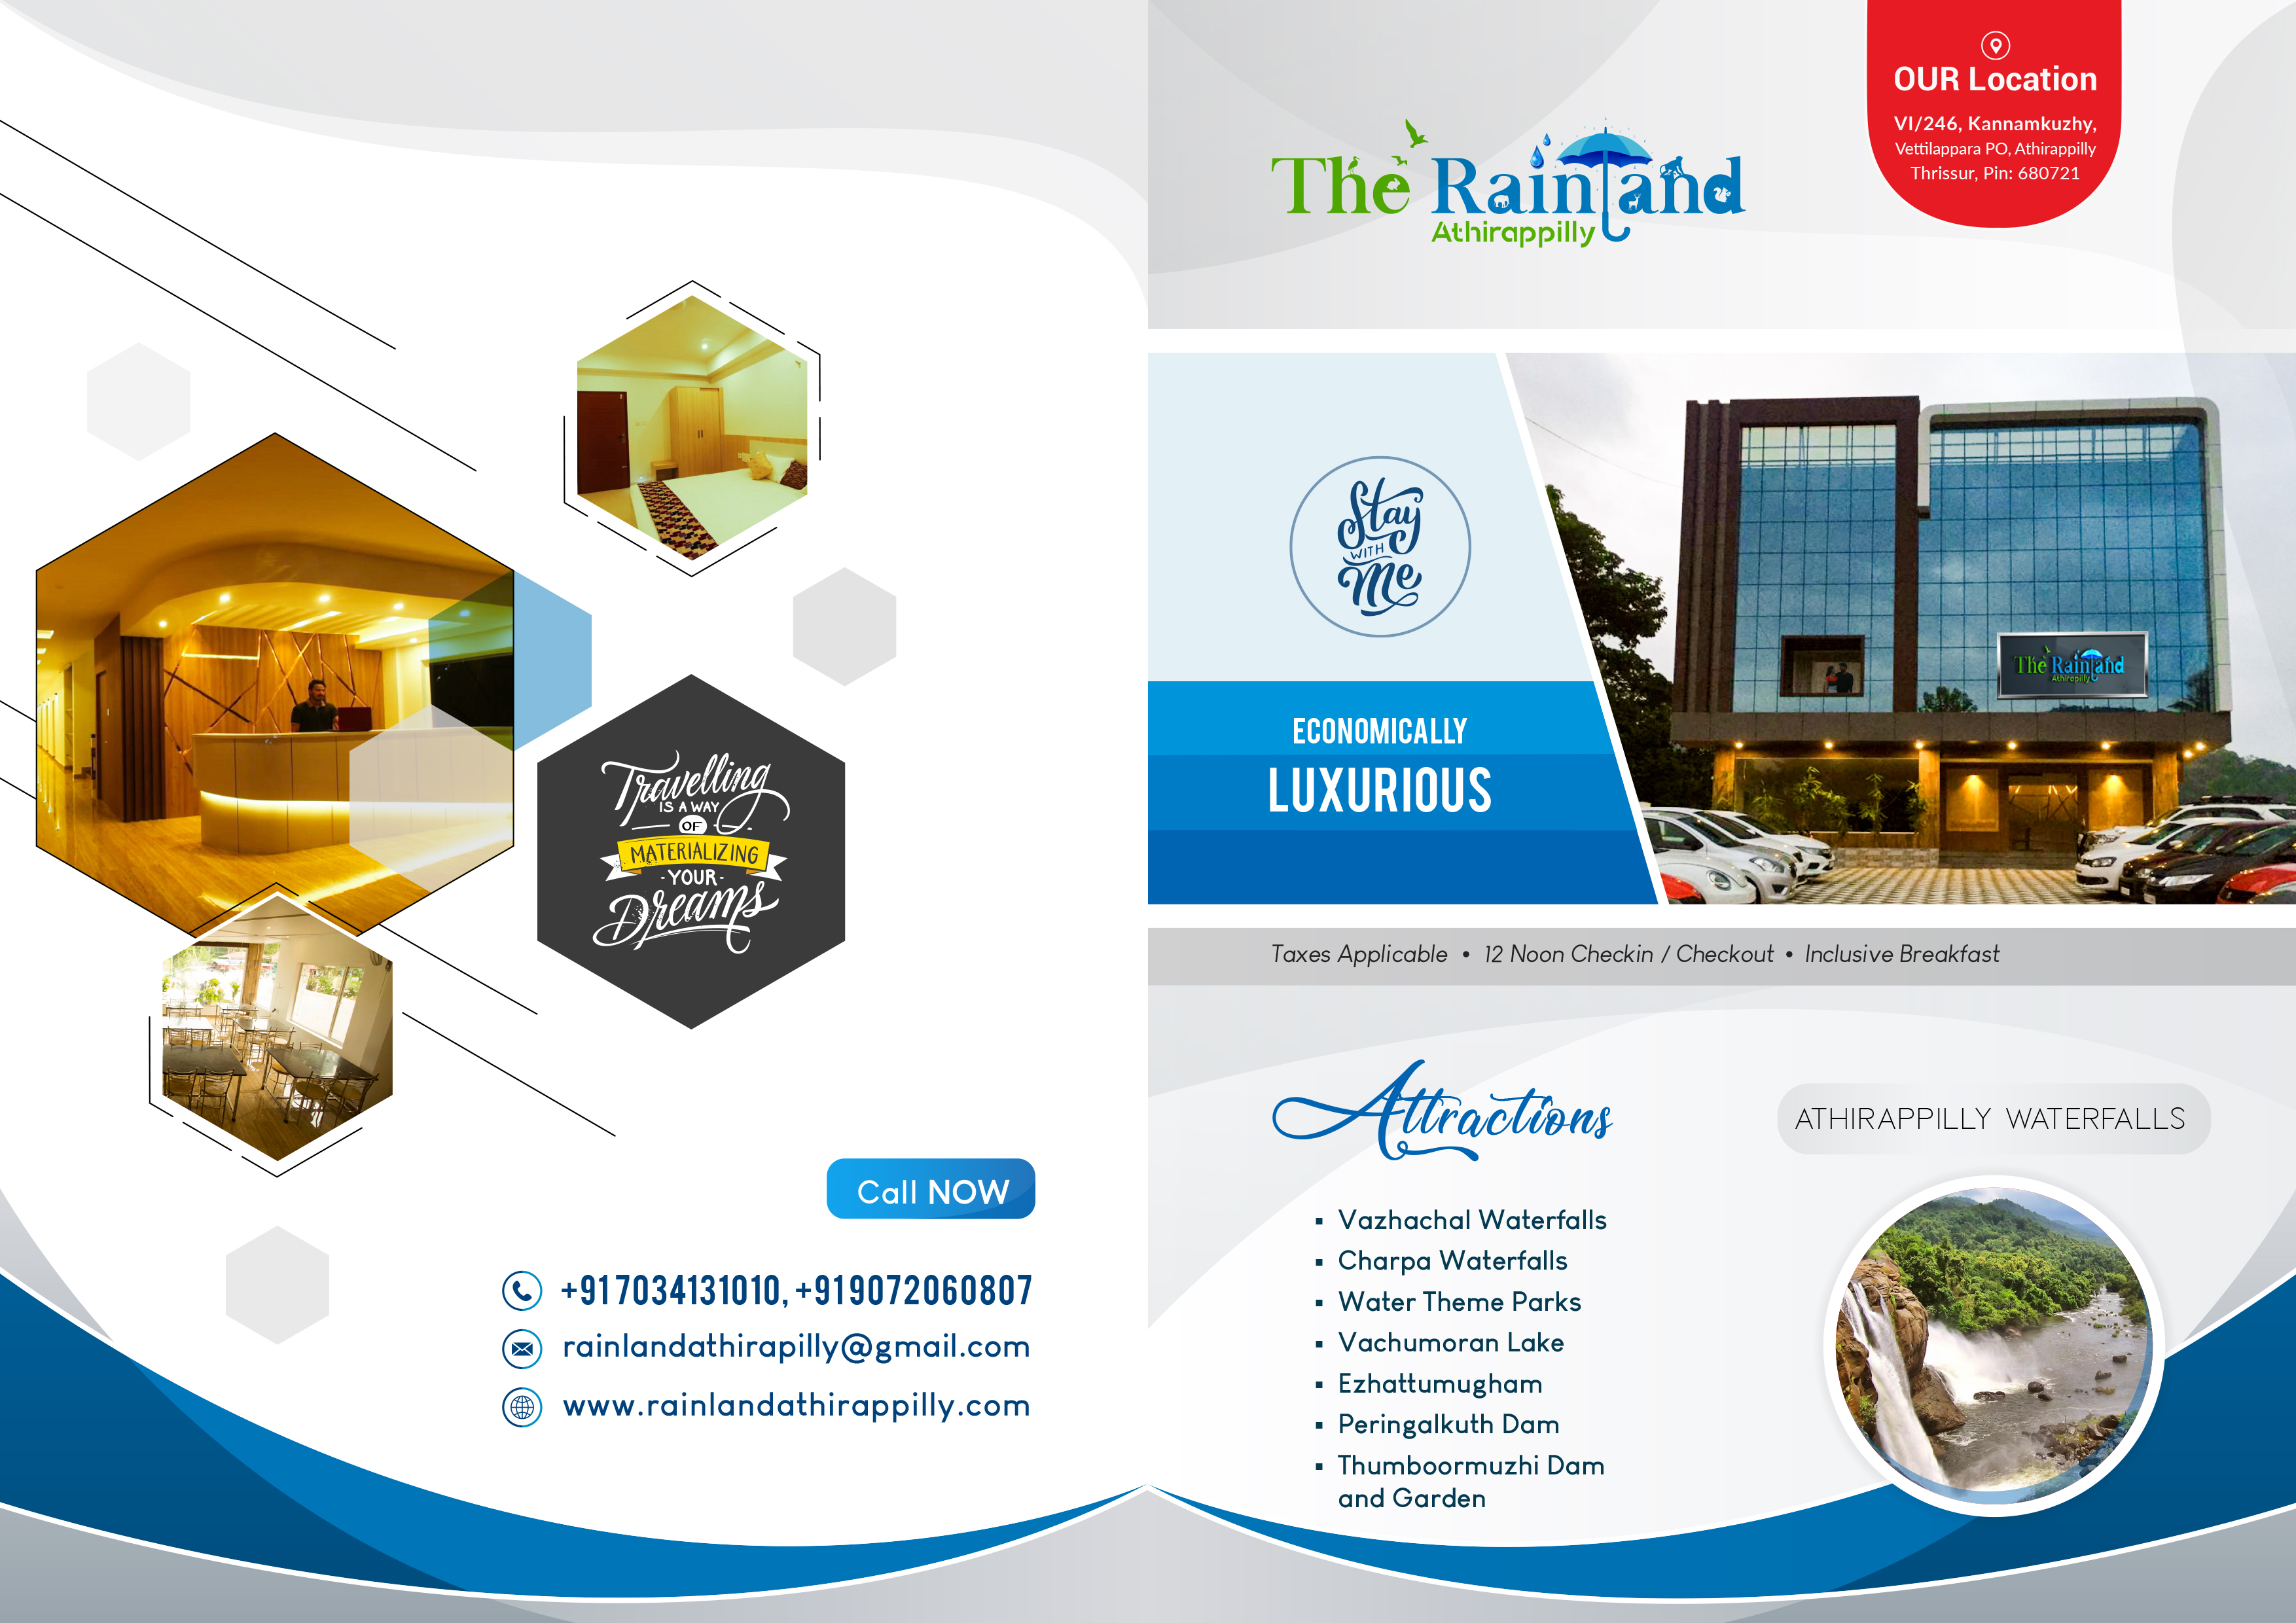 Travelling
IS A WAY
OF
MATERIALIZING
- YOUR -
Dreams
Call NOW
+917034131010, +919072060807
rainlandathirapilly@gmail.com
www.rainlandathirappilly.com
The Rainland
Athirappilly
OUR Location
VI/246, Kannamkuzhy,
Vettilappara PO, Athirappilly
Thrissur, Pin: 680721
Stay
WITH
Me
ECONOMICALLY
LUXURIOUS
The Rainland
Athirappilly
Taxes Applicable • 12 Noon Checkin / Checkout • Inclusive Breakfast
Attractions
▪ Vazhachal Waterfalls
▪ Charpa Waterfalls
▪ Water Theme Parks
▪ Vachumoran Lake
▪ Ezhattumugham
▪ Peringalkuth Dam
▪ Thumboormuzhi Dam
and Garden
ATHIRAPPILLY WATERFALLS